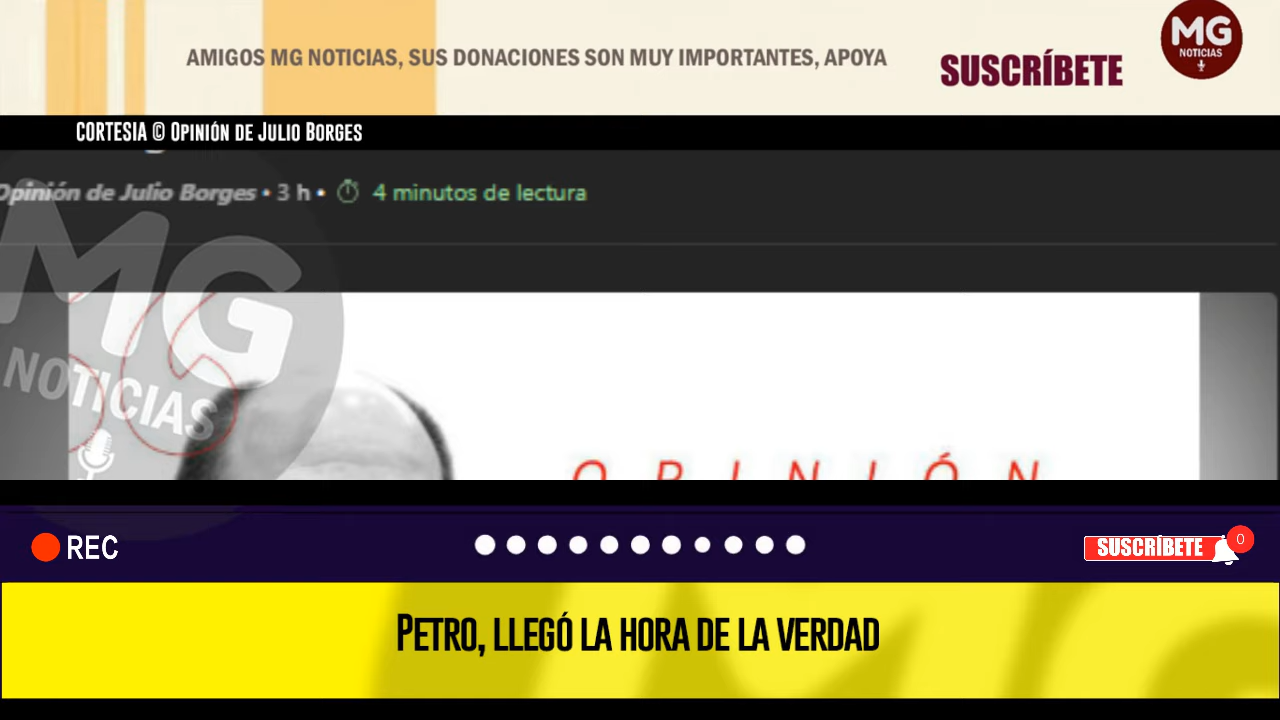 AMIGOS MG NOTICIAS, SUS DONACIONES SON MUY IMPORTANTES, APOYA
SUSCRÍBETE
MG
NOTICIAS
CORTESIA © OPINIÓN DE JULIO BORGES
Opinión de Julio Borges • 3 h • 4 minutos de lectura
MG
NOTICIAS
OPINIÓN
REC
SUSCRÍBETE
0
PETRO, LLEGÓ LA HORA DE LA VERDAD